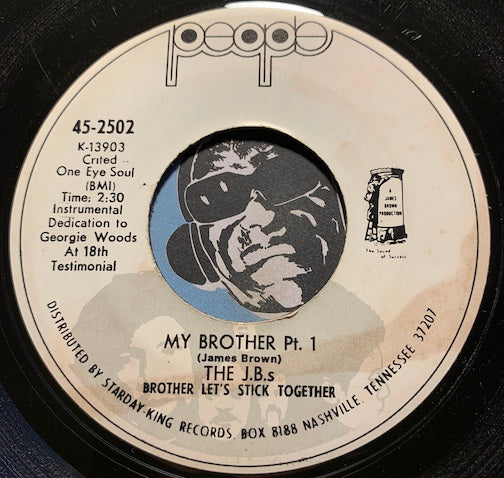 people
45-2502
K-13903
Crited --
One Eye Soul
(BMI)
Time: 2:30
Instrumental
Dedication to
Georgie Woods
At 18th
Testimonial
A
JAMES
BROWN
PRODUCTION
The Sound
of Success
MY BROTHER Pt. 1
(James Brown)
THE J.B.s
BROTHER LET'S STICK TOGETHER
DISTRIBUTED BY STARDAY-KING RECORDS, BOX 8188 NASHVILLE, TENNESSEE 37207